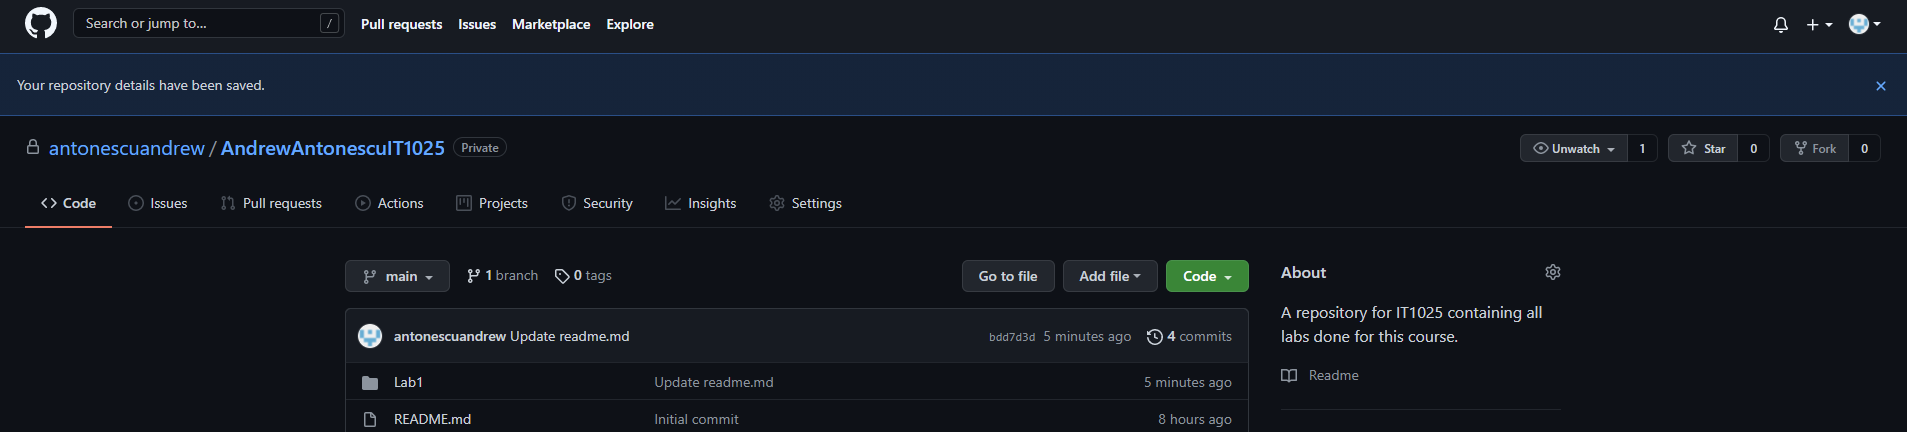 Search or jump to... /
Pull requests Issues Marketplace Explore
Your repository details have been saved.
antonescuandrew / AndrewAntonescuIT1025 Private
Unwatch 1 Star 0 Fork 0
Code Issues Pull requests Actions Projects Security Insights Settings
main 1 branch 0 tags Go to file Add file Code
antonescuandrew Update readme.md bdd7d3d 5 minutes ago 4 commits
Lab1 Update readme.md 5 minutes ago
README.md Initial commit 8 hours ago
About
A repository for IT1025 containing all
labs done for this course.
Readme